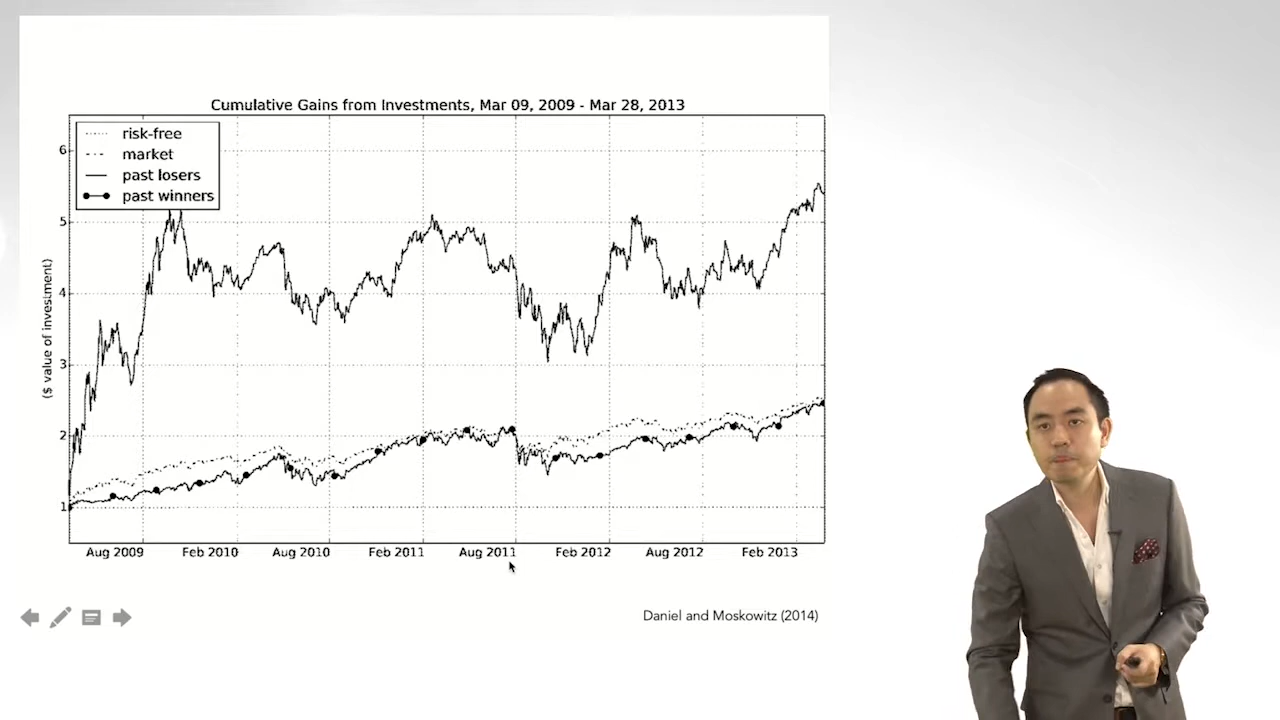 Cumulative Gains from Investments, Mar 09, 2009 - Mar 28, 2013
risk-free
market
past losers
past winners
($ value of investment)
6
5
4
3
2
1
Aug 2009 Feb 2010 Aug 2010 Feb 2011 Aug 2011 Feb 2012 Aug 2012 Feb 2013
Daniel and Moskowitz (2014)